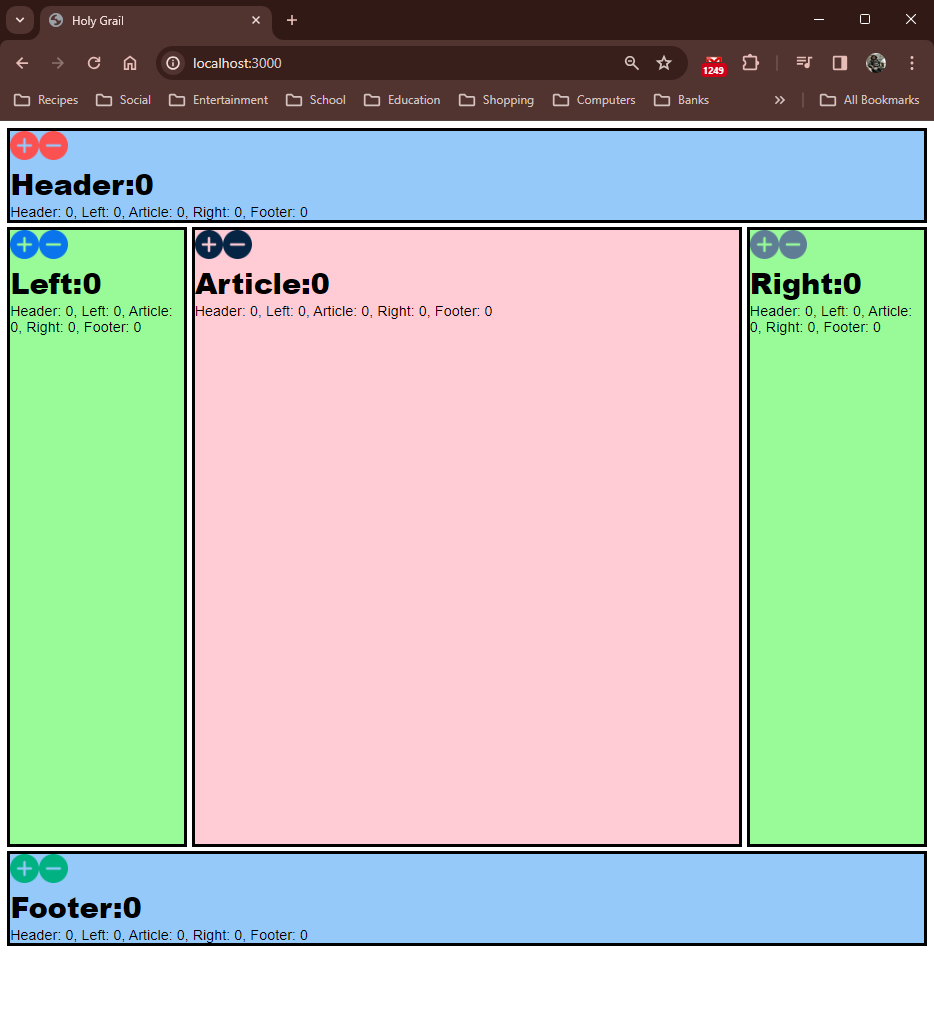 Holy Grail
localhost:3000
1249
Recipes Social Entertainment School Education Shopping Computers Banks All Bookmarks
Header:0
Header: 0, Left: 0, Article: 0, Right: 0, Footer: 0
Left:0
Header: 0, Left: 0, Article:
0, Right: 0, Footer: 0
Article:0
Header: 0, Left: 0, Article: 0, Right: 0, Footer: 0
Right:0
Header: 0, Left: 0, Article:
0, Right: 0, Footer: 0
Footer:0
Header: 0, Left: 0, Article: 0, Right: 0, Footer: 0